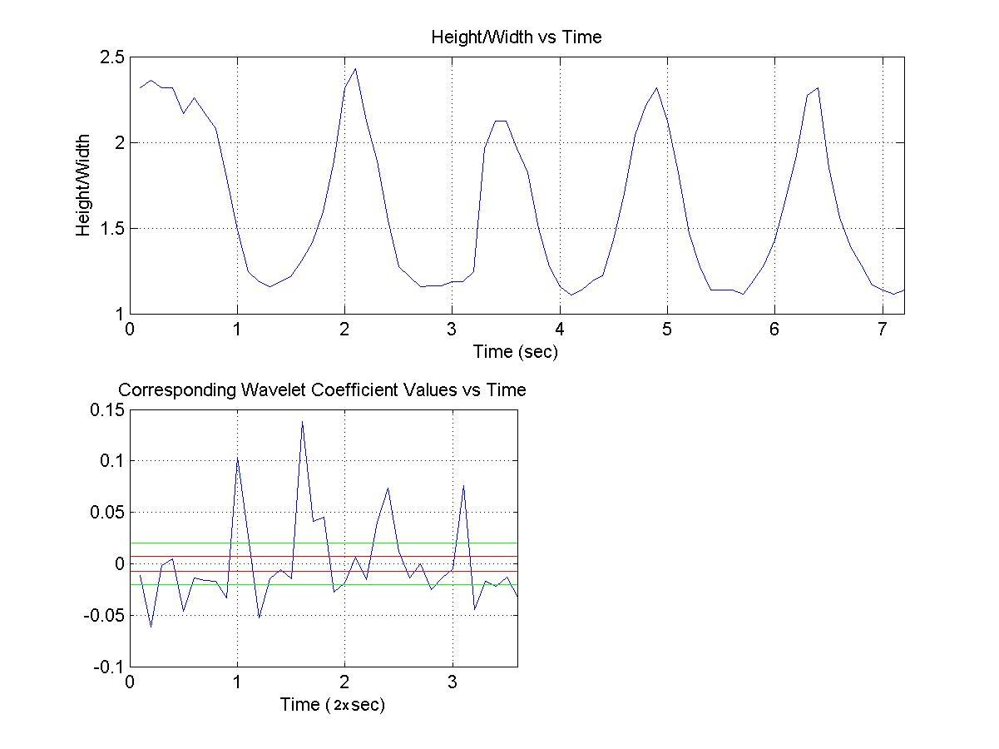 Height/Width vs Time
2.5
2
1.5
1
Height/Width
0 1 2 3 4 5 6 7
Time (sec)
Corresponding Wavelet Coefficient Values vs Time
0.15
0.1
0.05
0
-0.05
-0.1
0 1 2 3
Time ( 2x sec)